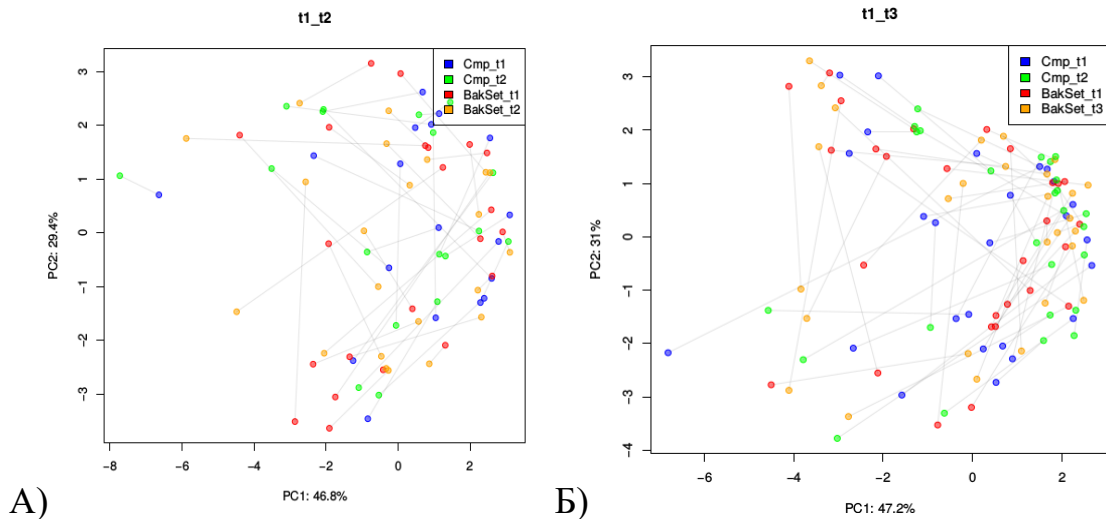 t1_t2
Cmp_t1
Cmp_t2
BakSet_t1
BakSet_t2
PC2: 29.4%
3
2
1
0
−1
−2
−3
−8
−6
−4
−2
0
2
PC1: 46.8%
А)
t1_t3
Cmp_t1
Cmp_t2
BakSet_t1
BakSet_t3
PC2: 31%
3
2
1
0
−1
−2
−3
−4
−6
−4
−2
0
2
PC1: 47.2%
Б)